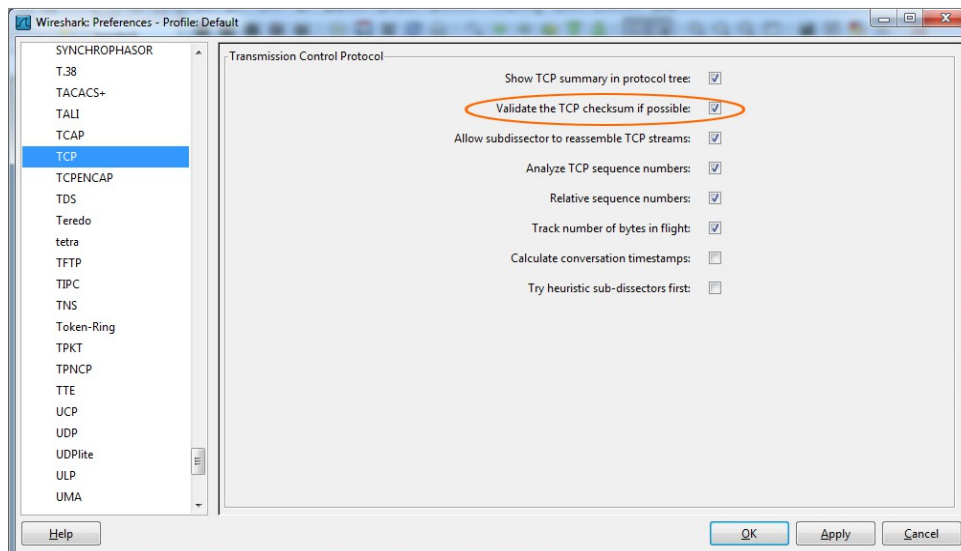 Wireshark: Preferences - Profile: Default
SYNCHROPHASOR
T.38
TACACS+
TALI
TCAP
TCP
TCPENCAP
TDS
Teredo
tetra
TFTP
TIPC
TNS
Token-Ring
TPKT
TPNCP
TTE
UCP
UDP
UDPlite
ULP
UMA
Transmission Control Protocol
Show TCP summary in protocol tree:
Validate the TCP checksum if possible:
Allow subdissector to reassemble TCP streams:
Analyze TCP sequence numbers:
Relative sequence numbers:
Track number of bytes in flight:
Calculate conversation timestamps:
Try heuristic sub-dissectors first:
Help
OK
Apply
Cancel